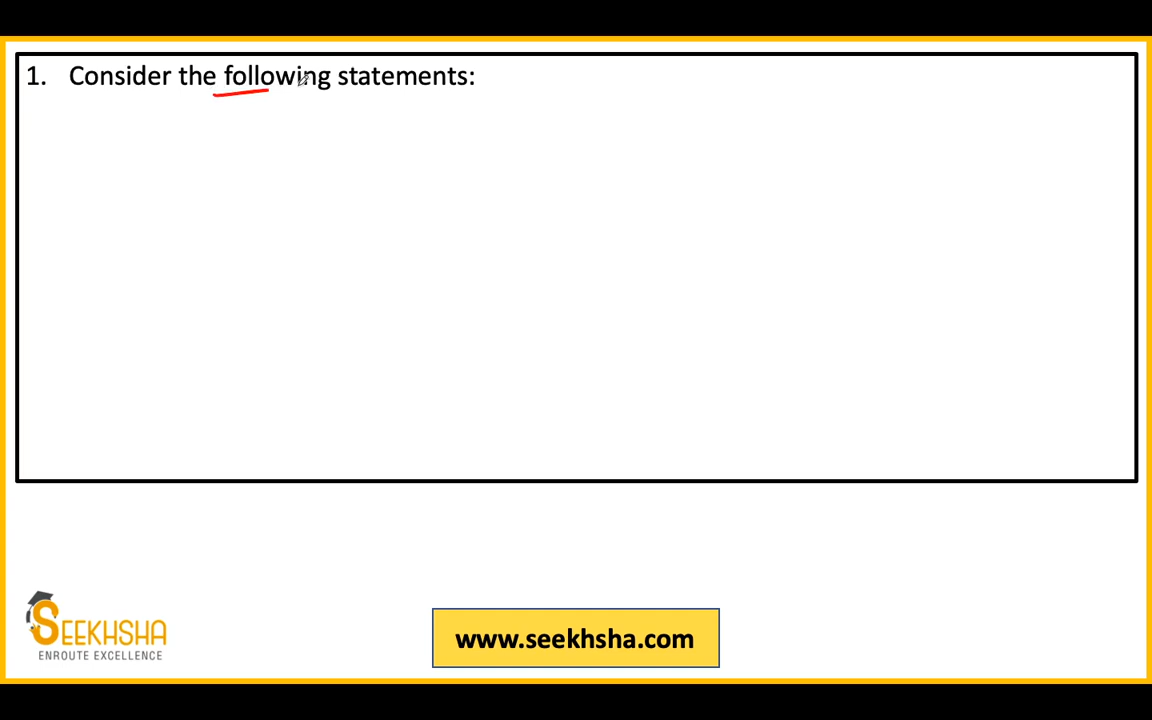 1. Consider the following statements:
SEEKHSHA
ENROUTE EXCELLENCE
www.seekhsha.com